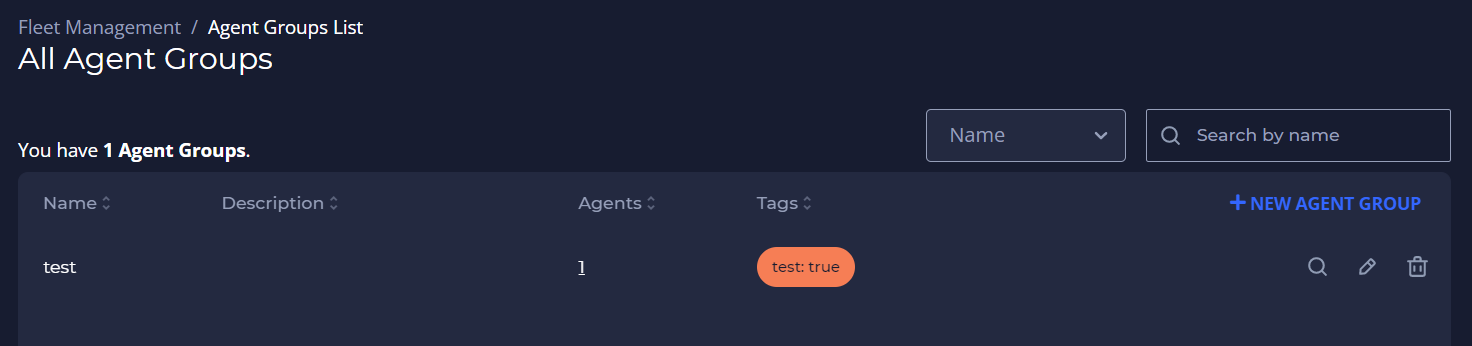 Fleet Management / Agent Groups List
All Agent Groups
Name
Search by name
You have 1 Agent Groups.
Name Description Agents Tags + NEW AGENT GROUP
test 1 test: true